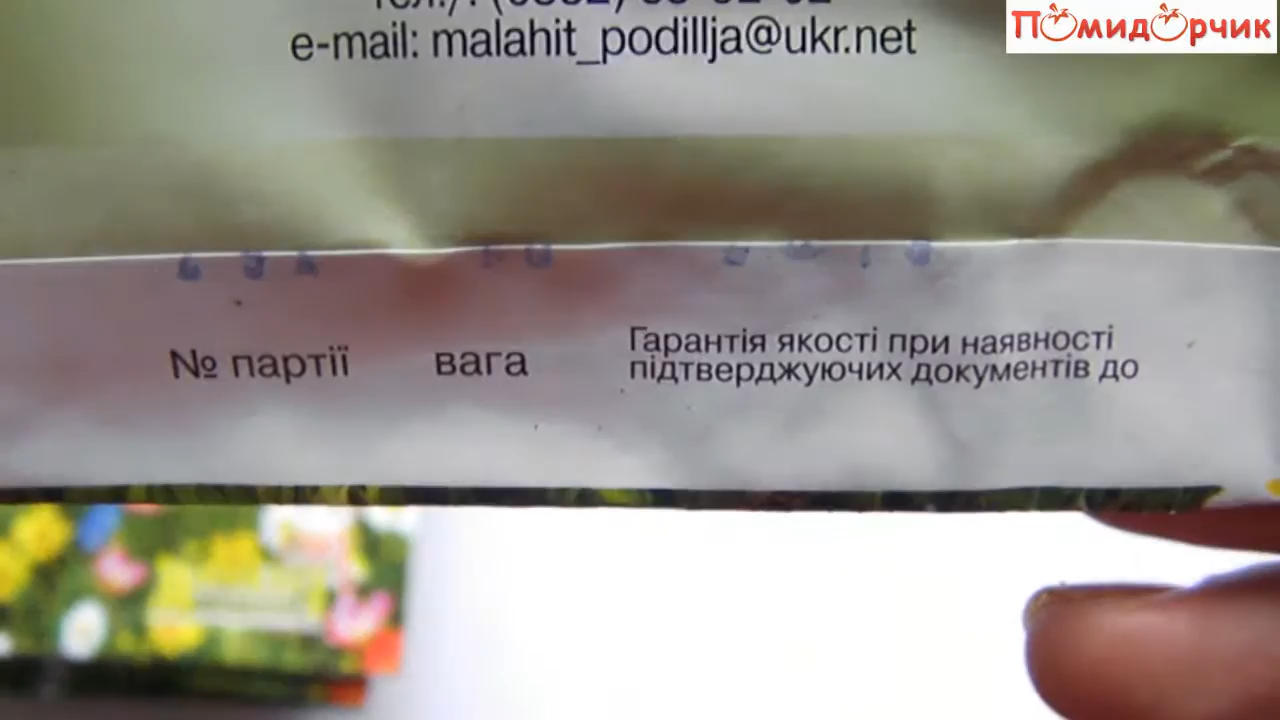 ПОМИДОРЧИК
e-mail: malahit_podillja@ukr.net
№ партії
вага
Гарантія якості при наявності
підтверджуючих документів до